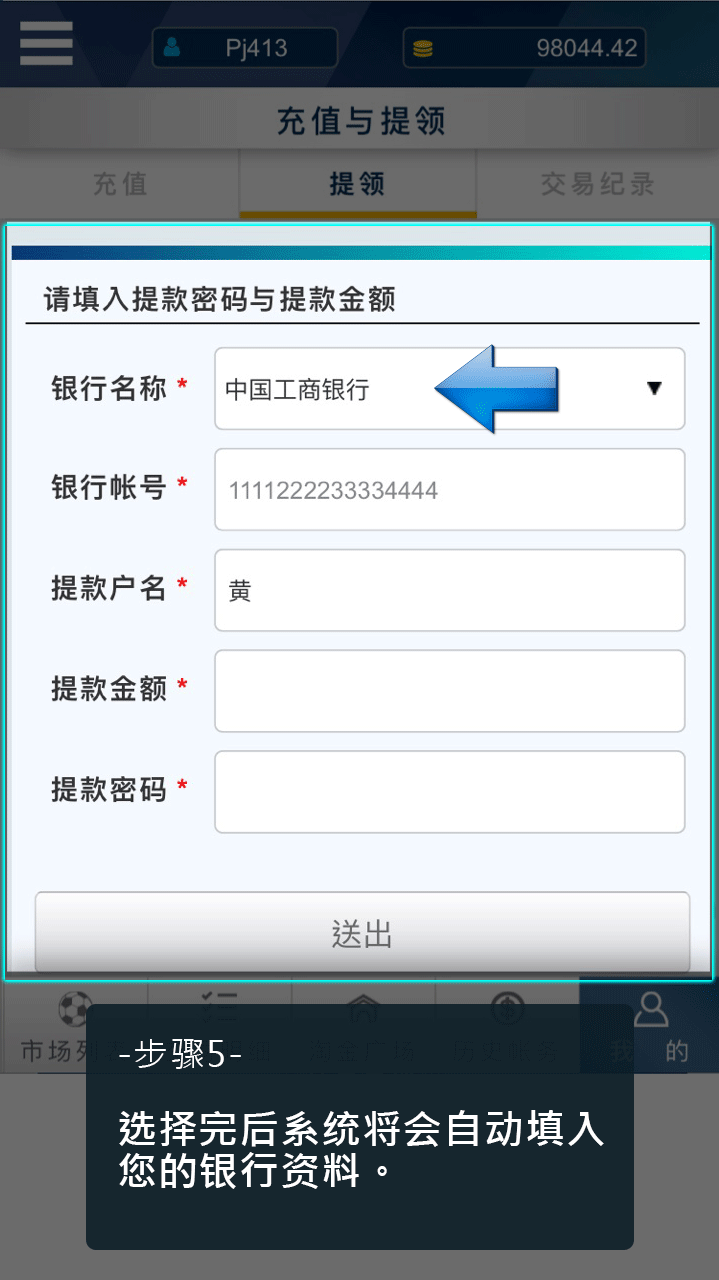 Pj413
98044.42
充值与提领
充值
提领
交易纪录
请填入提款密码与提款金额
银行名称 *
中国工商银行
▼
银行帐号 *
1111222233334444
提款户名 *
黄
提款金额 *
提款密码 *
送出
市场列
我 的
-步骤5-
选择完后系统将会自动填入
您的银行资料。